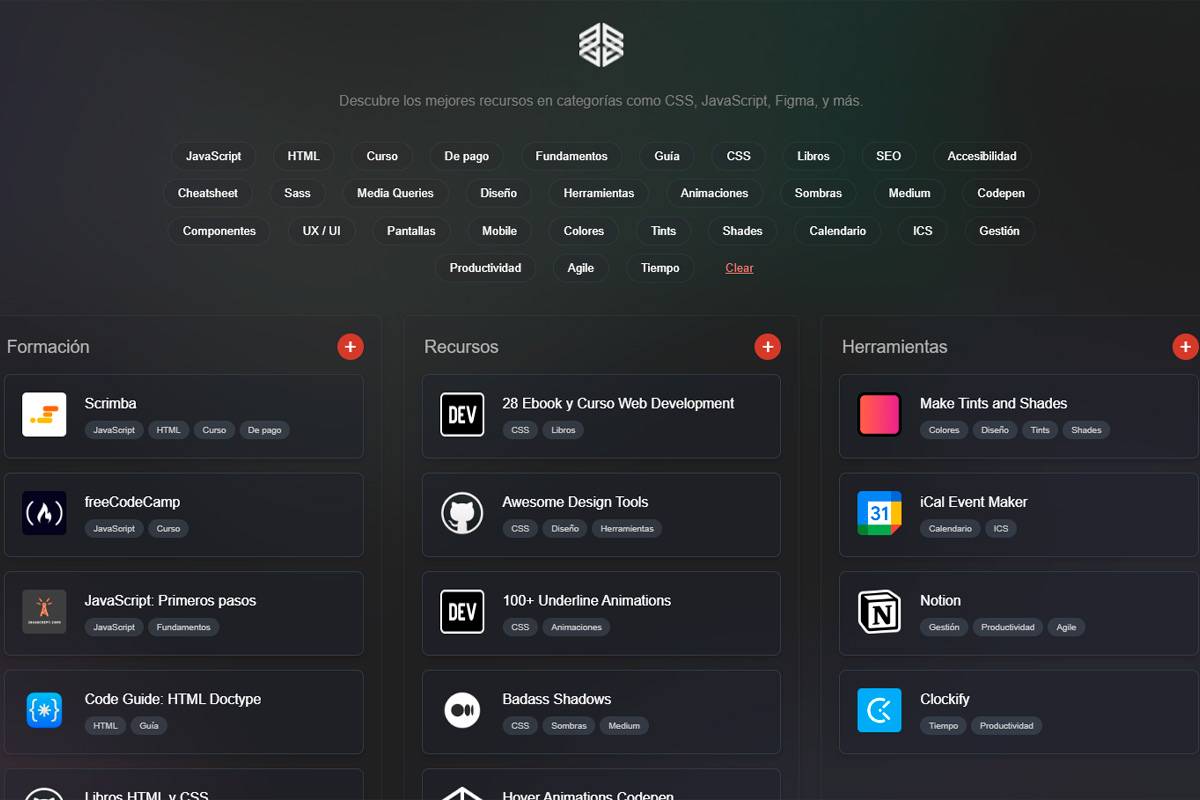 Descubre los mejores recursos en categorías como CSS, JavaScript, Figma, y más.
JavaScript HTML Curso De pago Fundamentos Guía CSS Libros SEO Accesibilidad
Cheatsheet Sass Media Queries Diseño Herramientas Animaciones Sombras Medium Codepen
Componentes UX / UI Pantallas Mobile Colores Tints Shades Calendario ICS Gestión
Productividad Agile Tiempo Clear
Formación +
Scrimba
JavaScript HTML Curso De pago
freeCodeCamp
JavaScript Curso
JavaScript: Primeros pasos
JavaScript Fundamentos
Code Guide: HTML Doctype
HTML Guía
Libros HTML y CSS
Recursos +
DEV
28 Ebook y Curso Web Development
CSS Libros
Awesome Design Tools
CSS Diseño Herramientas
DEV
100+ Underline Animations
CSS Animaciones
Badass Shadows
CSS Sombras Medium
Hover Animations Codepen
Herramientas +
Make Tints and Shades
Colores Diseño Tints Shades
31
iCal Event Maker
Calendario ICS
N
Notion
Gestión Productividad Agile
Clockify
Tiempo Productividad